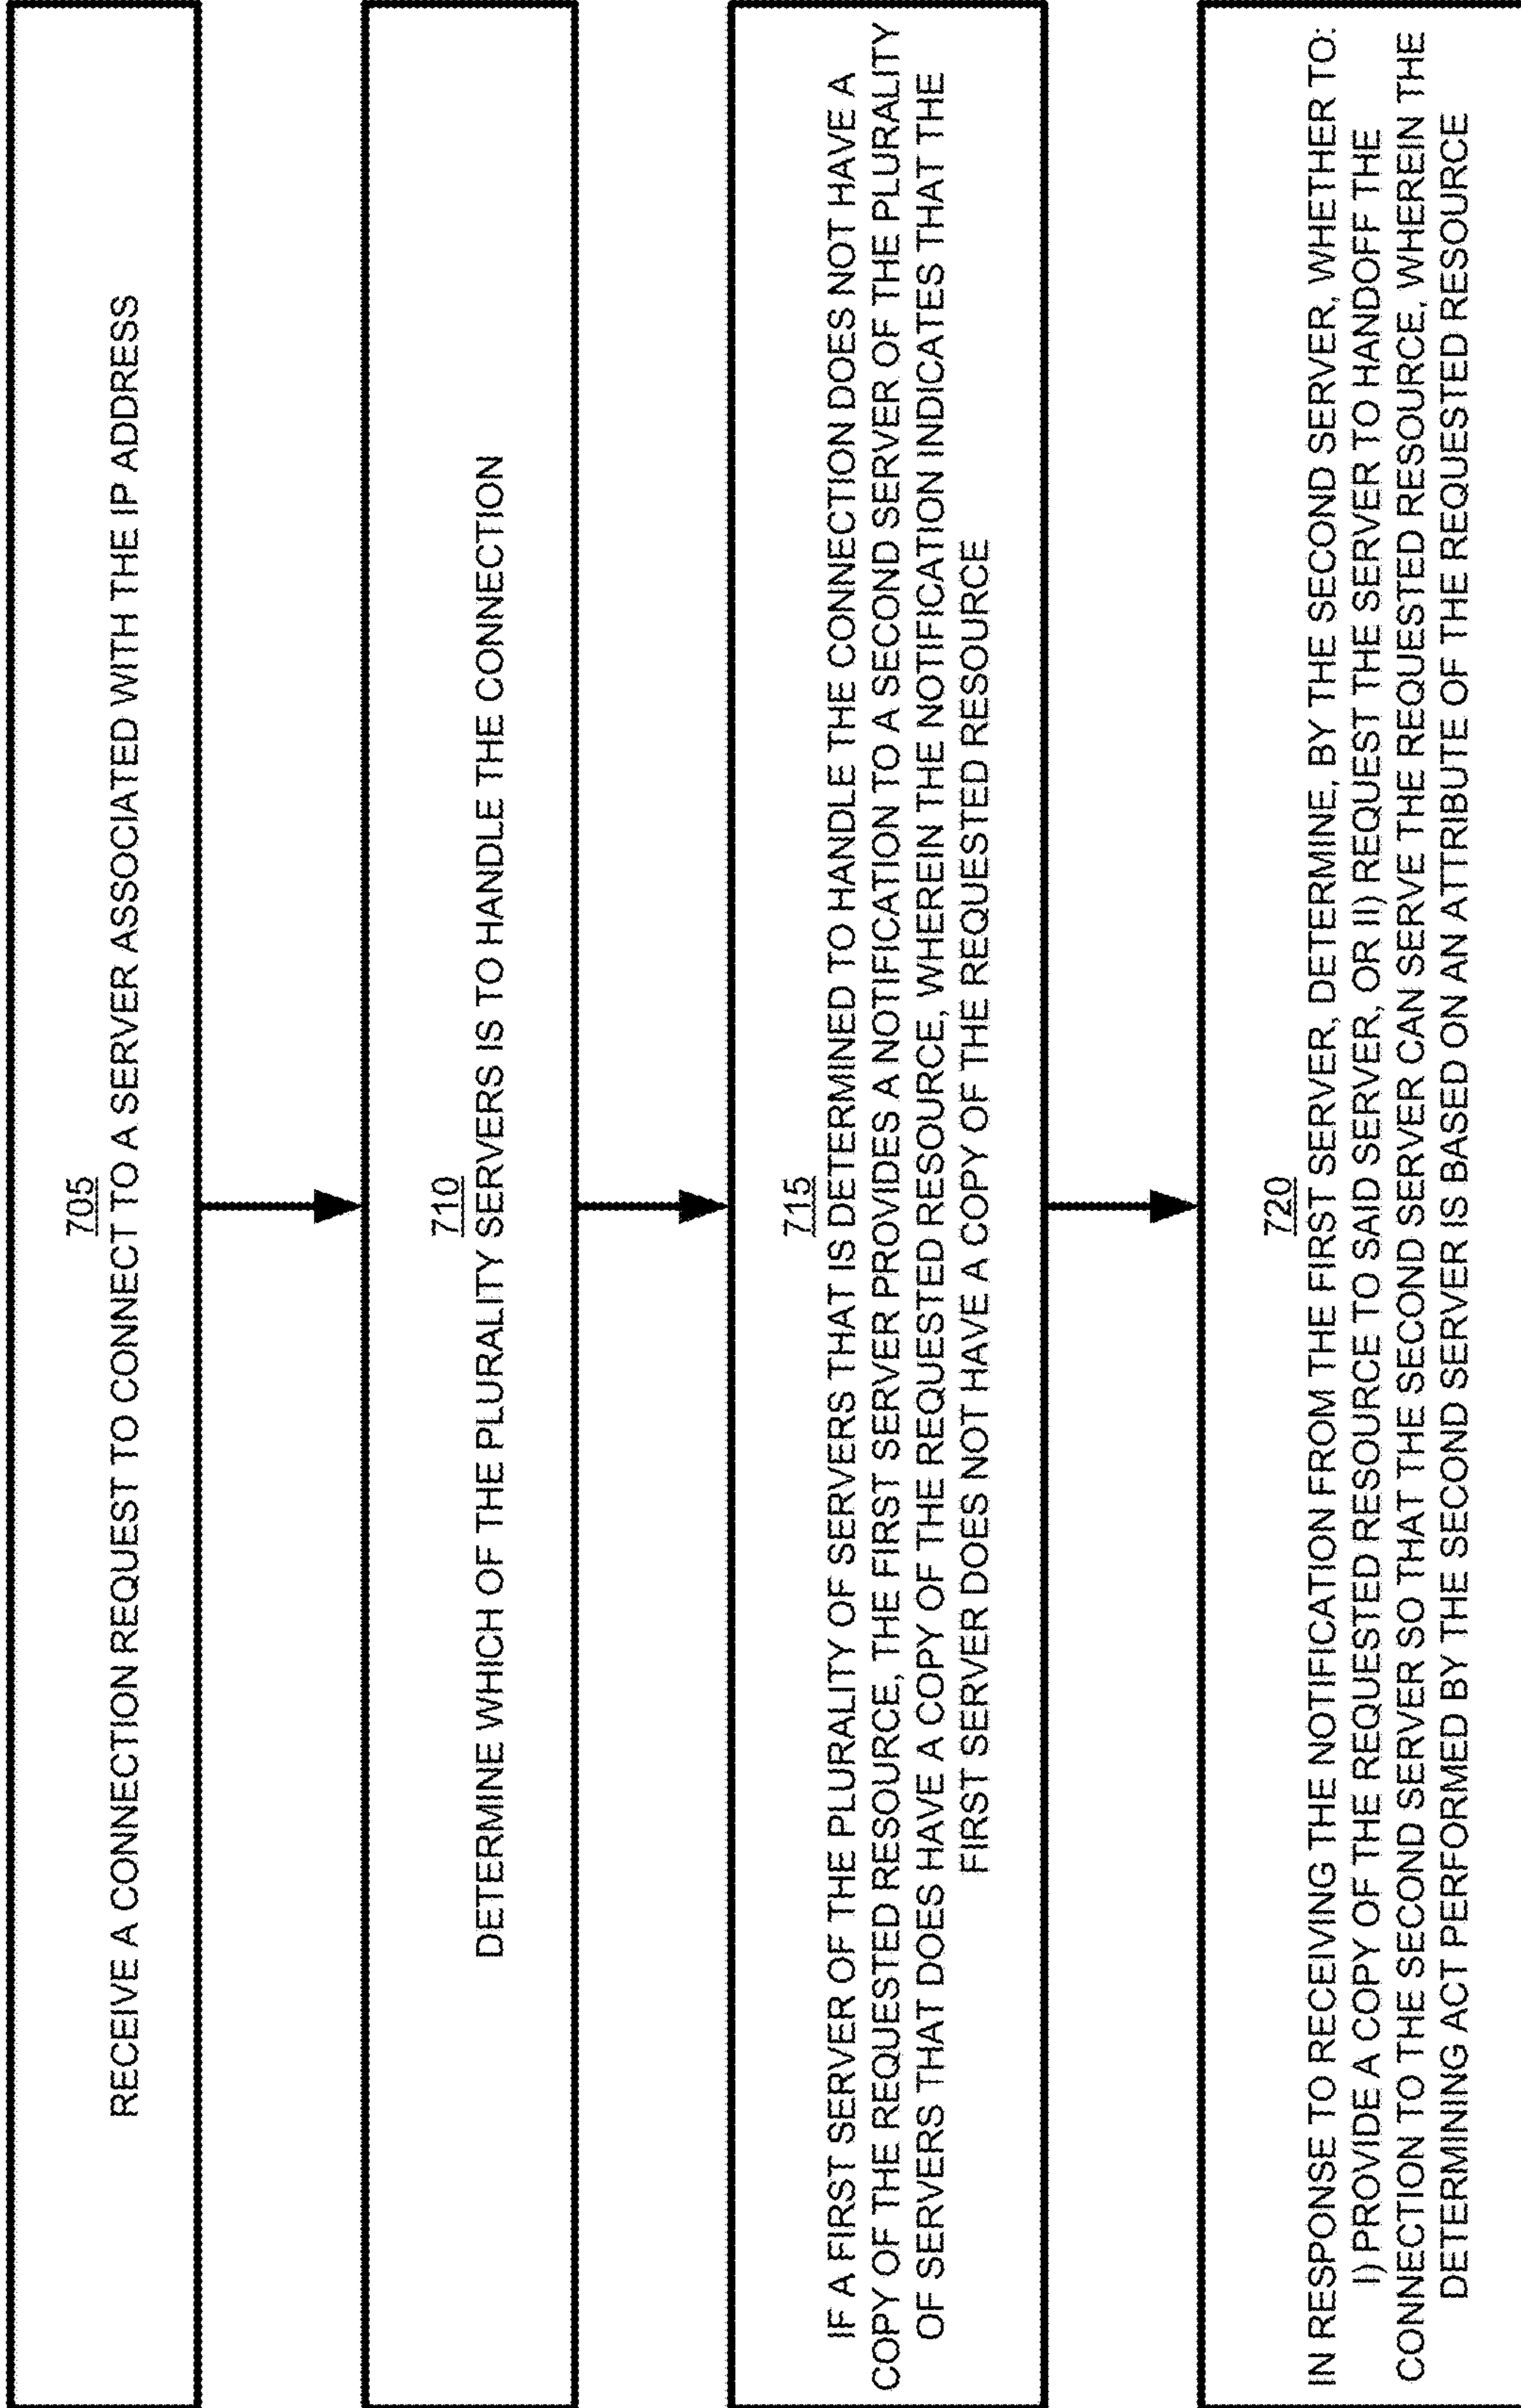 705
RECEIVE A CONNECTION REQUEST TO CONNECT TO A SERVER ASSOCIATED WITH THE IP ADDRESS
710
DETERMINE WHICH OF THE PLURALITY SERVERS IS TO HANDLE THE CONNECTION
715
IF A FIRST SERVER OF THE PLURALITY OF SERVERS THAT IS DETERMINED TO HANDLE THE CONNECTION DOES NOT HAVE A
COPY OF THE REQUESTED RESOURCE, THE FIRST SERVER PROVIDES A NOTIFICATION TO A SECOND SERVER OF THE PLURALITY
OF SERVERS THAT DOES HAVE A COPY OF THE REQUESTED RESOURCE, WHEREIN THE NOTIFICATION INDICATES THAT THE
FIRST SERVER DOES NOT HAVE A COPY OF THE REQUESTED RESOURCE
720
IN RESPONSE TO RECEIVING THE NOTIFICATION FROM THE FIRST SERVER, DETERMINE, BY THE SECOND SERVER, WHETHER TO:
I) PROVIDE A COPY OF THE REQUESTED RESOURCE TO SAID SERVER, OR II) REQUEST THE SERVER TO HANDOFF THE
CONNECTION TO THE SECOND SERVER SO THAT THE SECOND SERVER CAN SERVE THE REQUESTED RESOURCE, WHEREIN THE
DETERMINING ACT PERFORMED BY THE SECOND SERVER IS BASED ON AN ATTRIBUTE OF THE REQUESTED RESOURCE